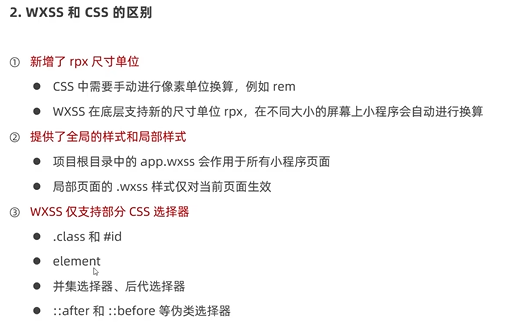 2. WXSS 和 CSS 的区别
① 新增了 rpx 尺寸单位
● CSS 中需要手动进行像素单位换算，例如 rem
● WXSS 在底层支持新的尺寸单位 rpx，在不同大小的屏幕上小程序会自动进行换算
② 提供了全局的样式和局部样式
● 项目根目录中的 app.wxss 会作用于所有小程序页面
● 局部页面的 .wxss 样式仅对当前页面生效
③ WXSS 仅支持部分 CSS 选择器
● .class 和 #id
● element
● 并集选择器、后代选择器
● ::after 和 ::before 等伪类选择器